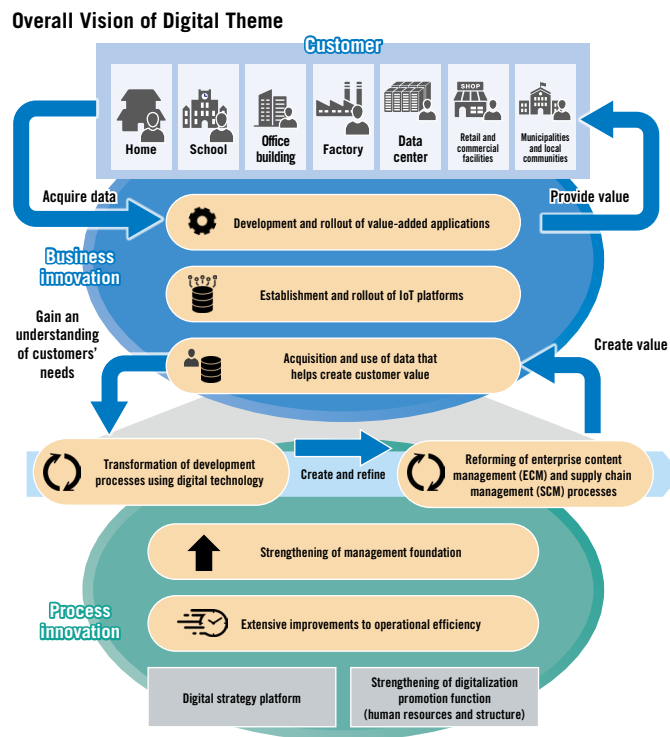 Overall Vision of Digital Theme
Customer
Home
School
Office
building
Factory
Data
center
SHOP
Retail and
commercial
facilities
Municipalities
and local
communities
Acquire data
Provide value
Development and rollout of value-added applications
Business
innovation
Establishment and rollout of IoT platforms
Gain an
understanding
of customers’
needs
Acquisition and use of data that
helps create customer value
Create value
Transformation of development
processes using digital technology
Create and refine
Reforming of enterprise content
management (ECM) and supply chain
management (SCM) processes
Strengthening of management foundation
Process
innovation
Extensive improvements to operational efficiency
Digital strategy platform
Strengthening of digitalization
promotion function
(human resources and structure)